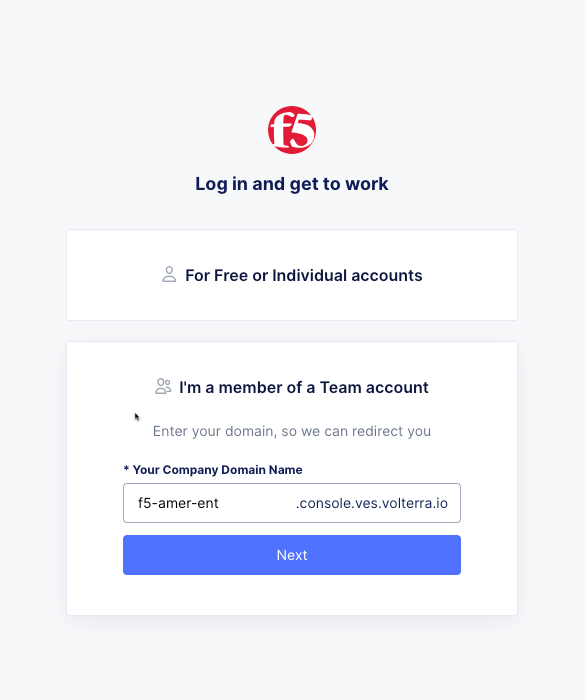 f5
Log in and get to work
For Free or Individual accounts
I'm a member of a Team account
Enter your domain, so we can redirect you
* Your Company Domain Name
f5-amer-ent .console.ves.volterra.io
Next